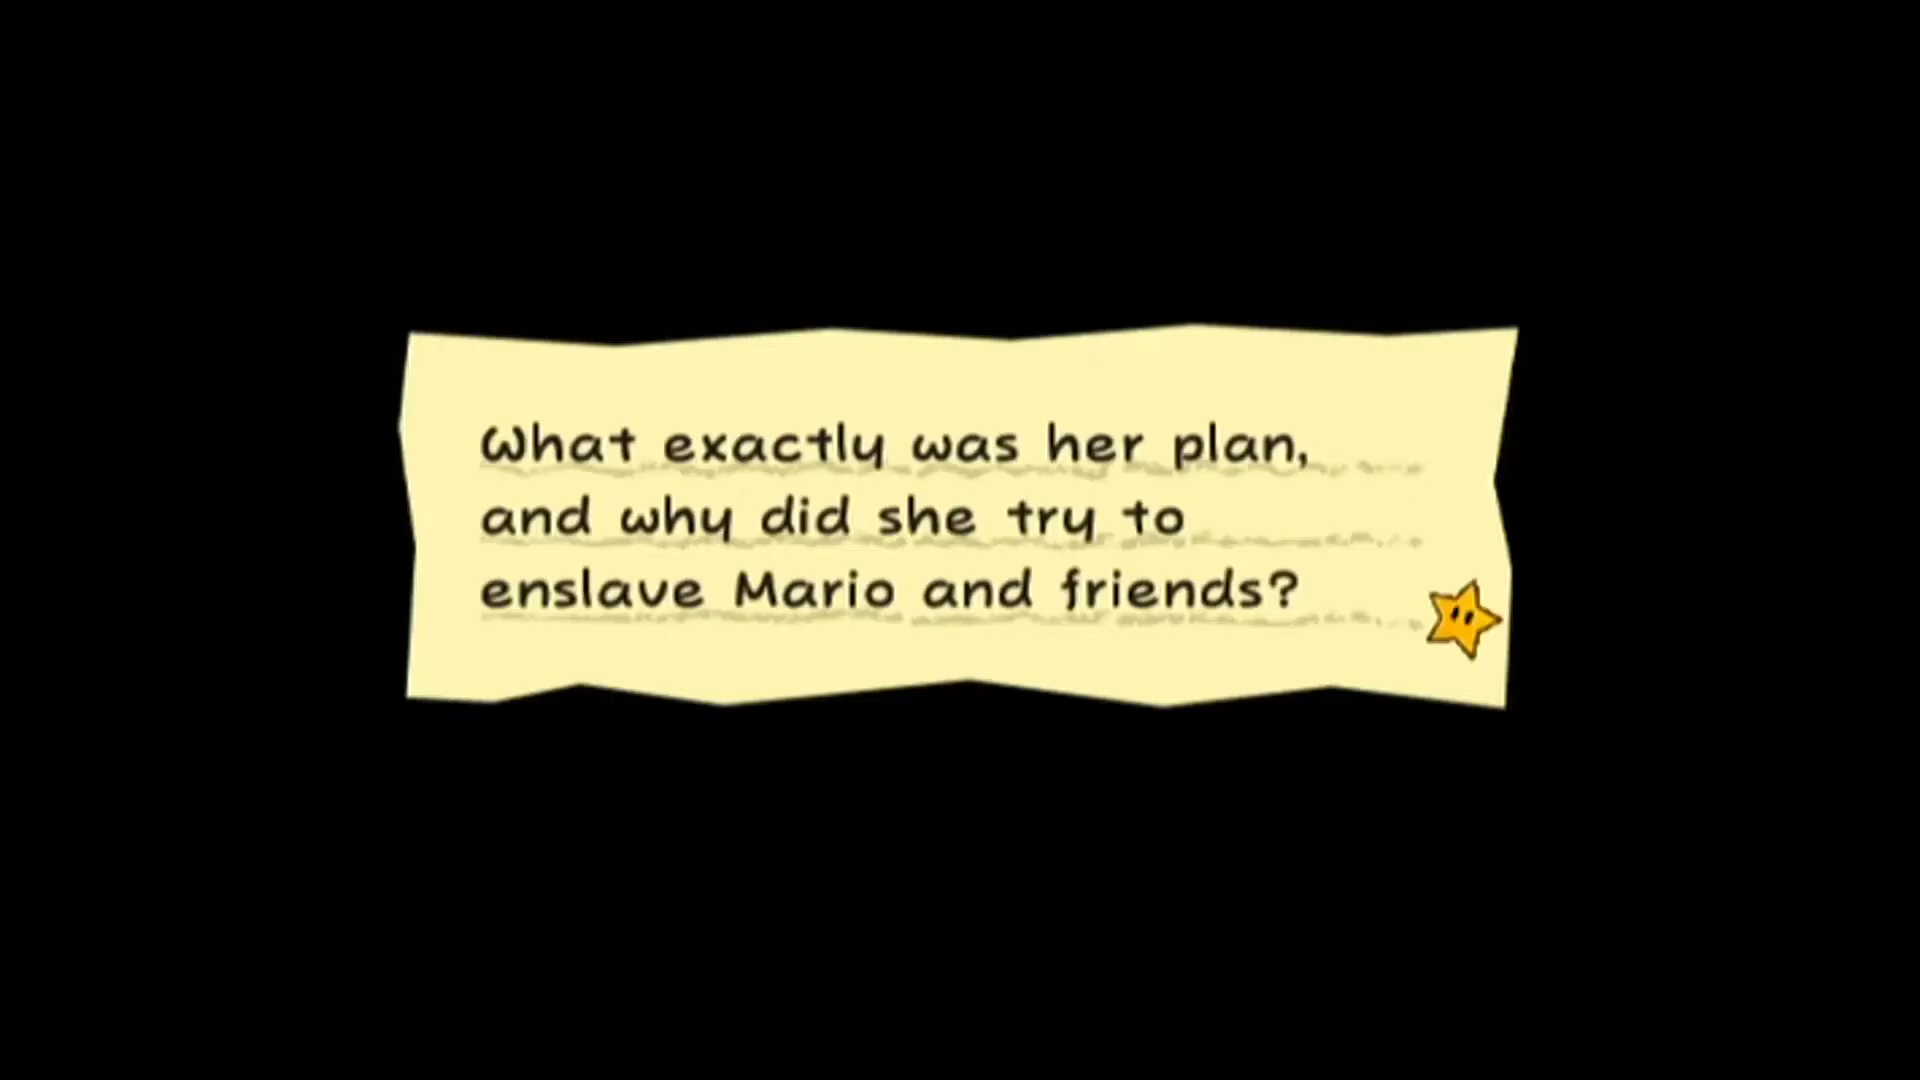 What exactly was her plan,
and why did she try to
enslave Mario and friends?